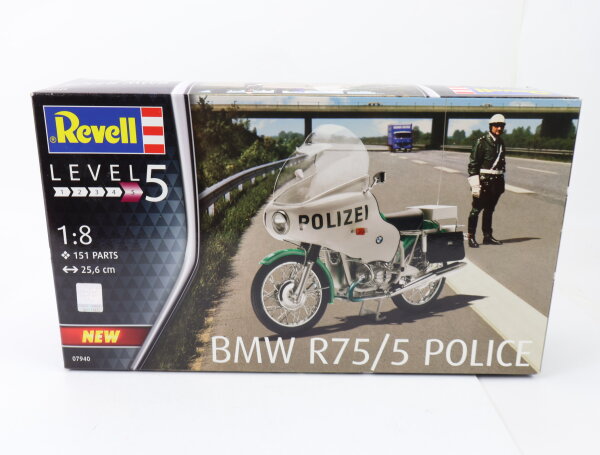 Revell
LEVEL 5
1 2 3 4 5
1:8
151 PARTS
25,6 cm
NEW
07940
POLIZEI
BMW R75/5 POLICE